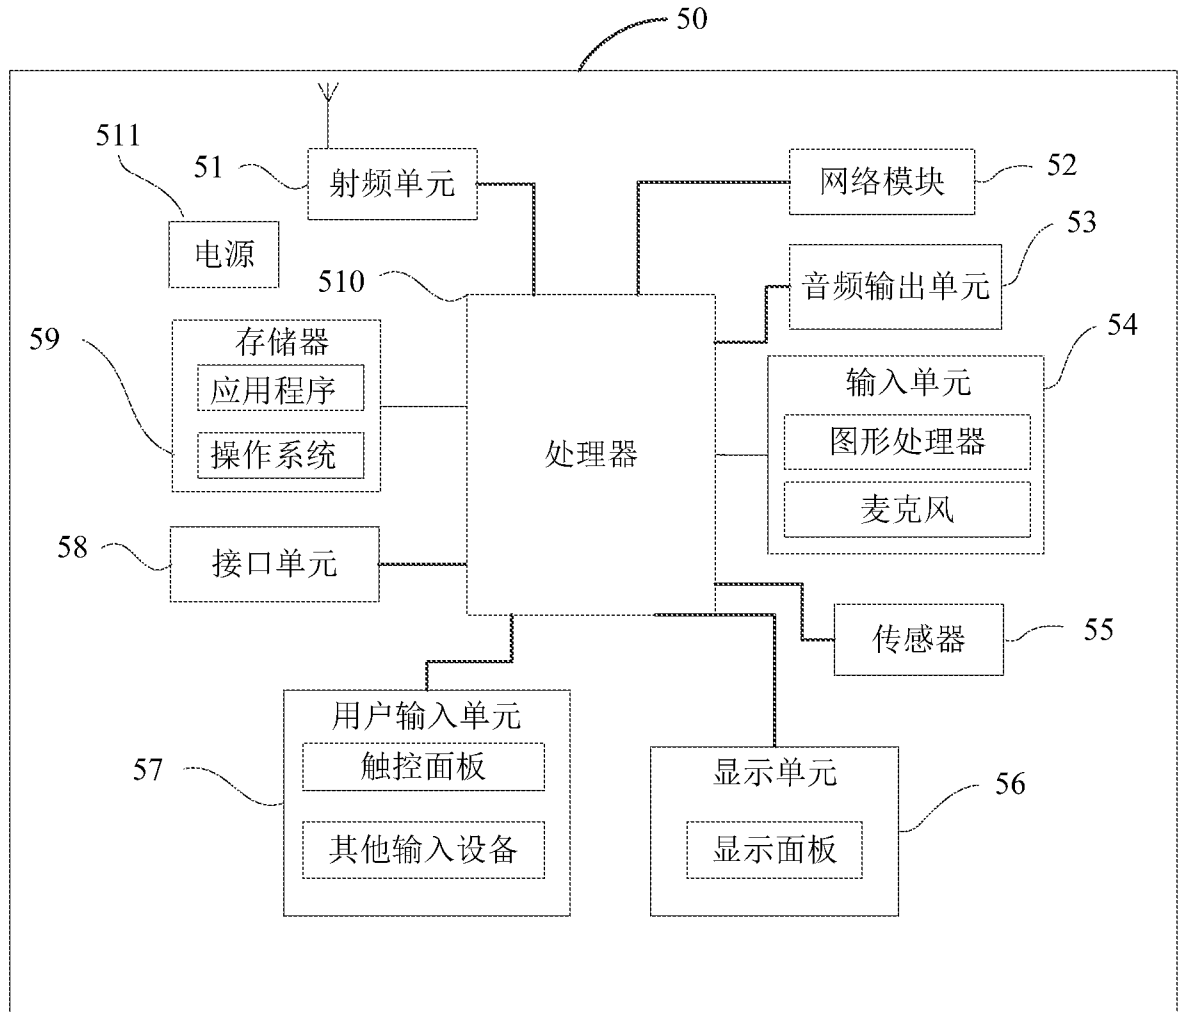 50
511
51
射频单元
网络模块
52
电源
53
音频输出单元
510
54
59
存储器
应用程序
操作系统
处理器
输入单元
图形处理器
麦克风
58
接口单元
传感器
55
用户输入单元
57
触控面板
其他输入设备
显示单元
56
显示面板